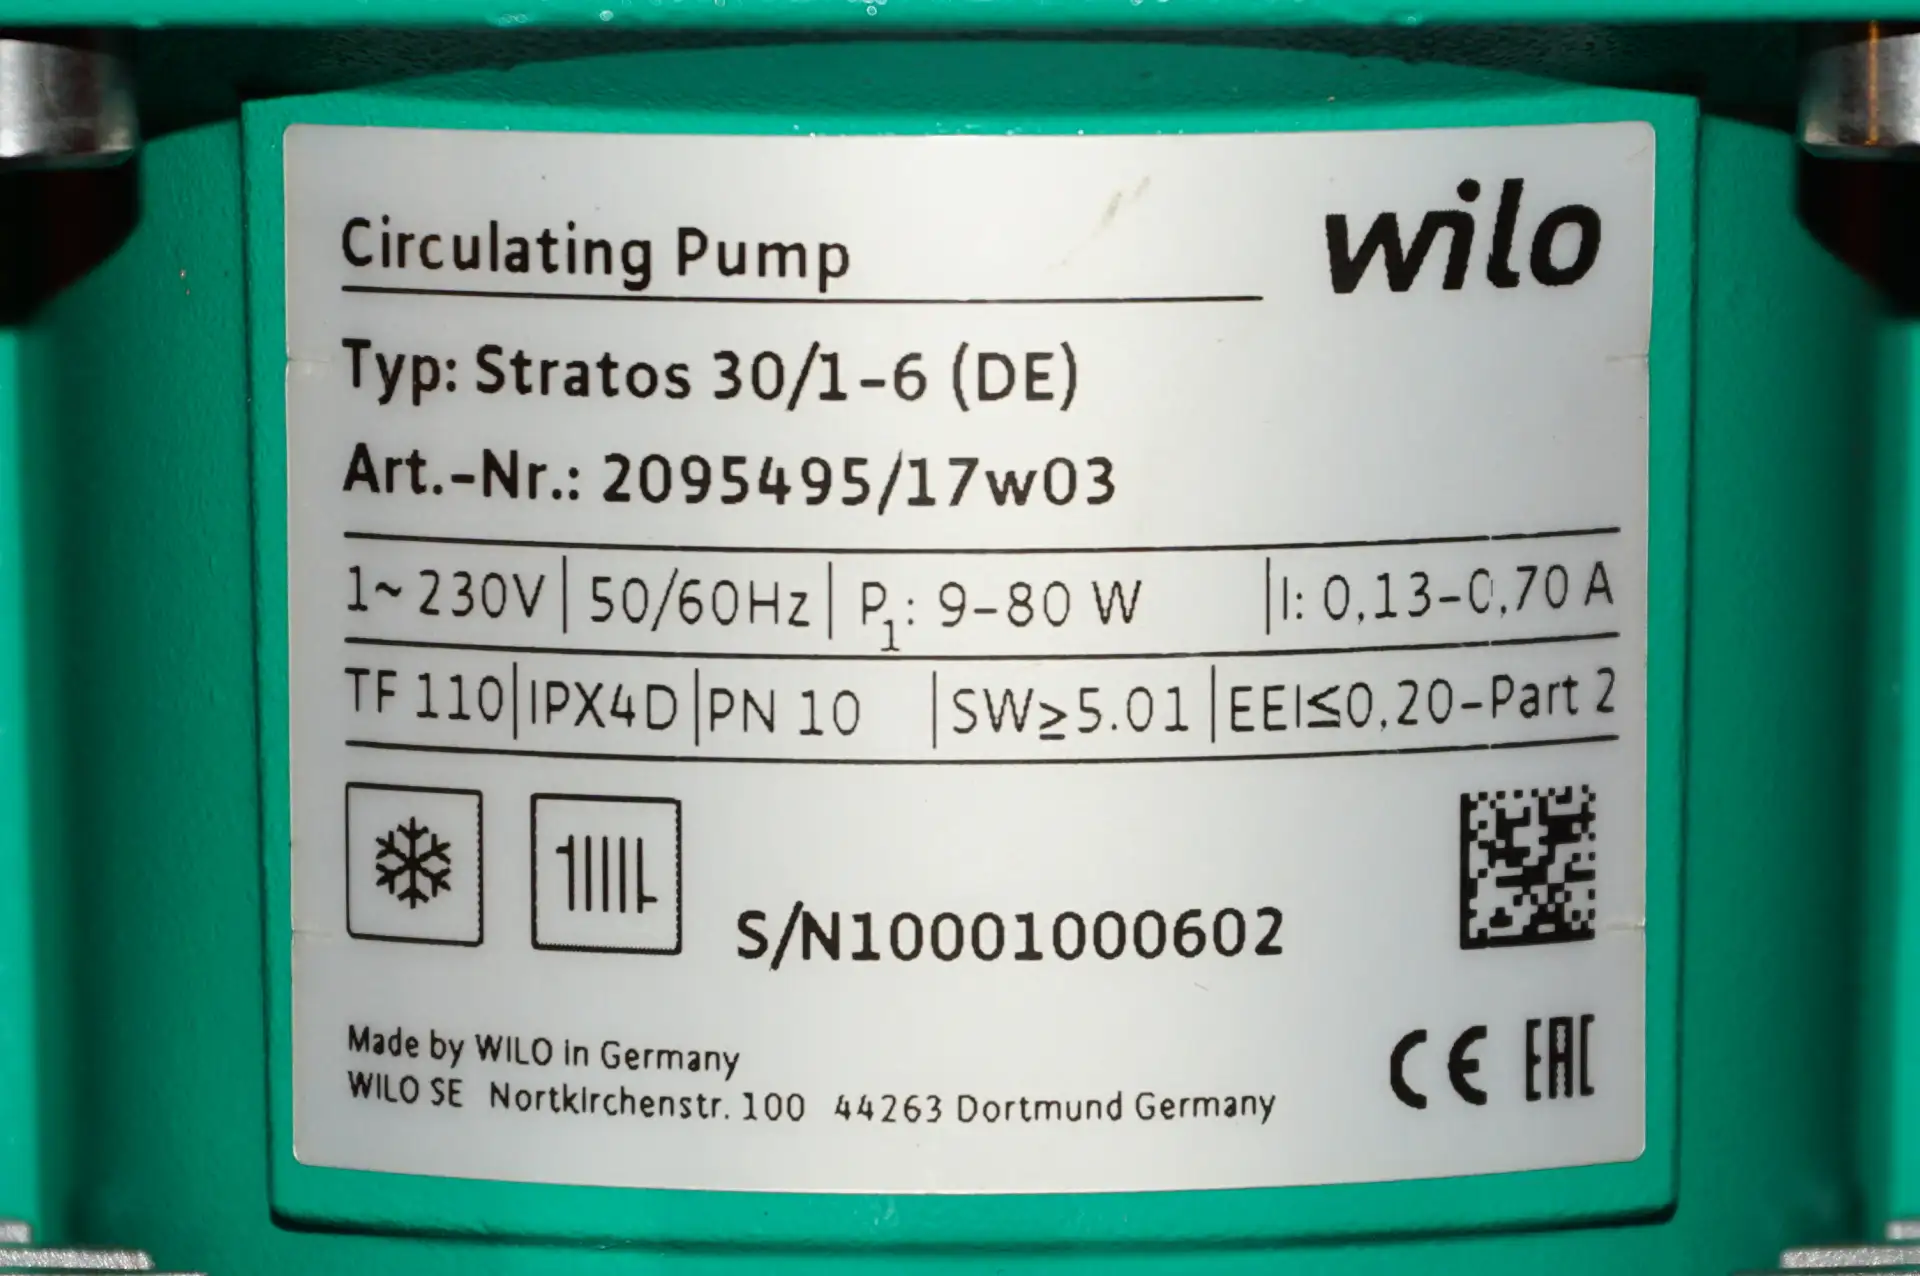 wilo
Circulating Pump
Typ: Stratos 30/1-6 (DE)
Art.-Nr.: 2095495/17w03
1~ 230V 50/60Hz P1: 9-80 W I: 0,13-0,70 A
TF 110 IPX4D PN 10 SW≥5.01 EEI≤0,20-Part 2
S/N10001000602
Made by WILO in Germany
WILO SE Nortkirchenstr. 100 44263 Dortmund Germany
CE EAC